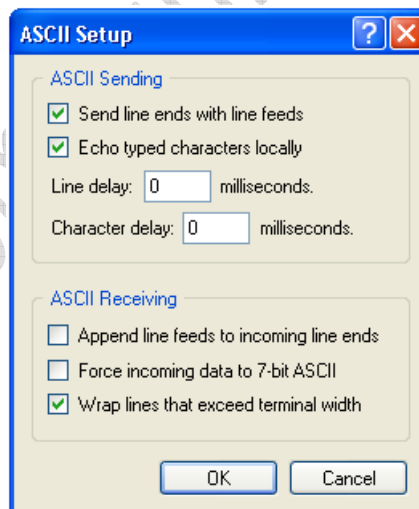 ASCII Setup
ASCII Sending
Send line ends with line feeds
Echo typed characters locally
Line delay: 0 milliseconds.
Character delay: 0 milliseconds.
ASCII Receiving
Append line feeds to incoming line ends
Force incoming data to 7-bit ASCII
Wrap lines that exceed terminal width
OK Cancel